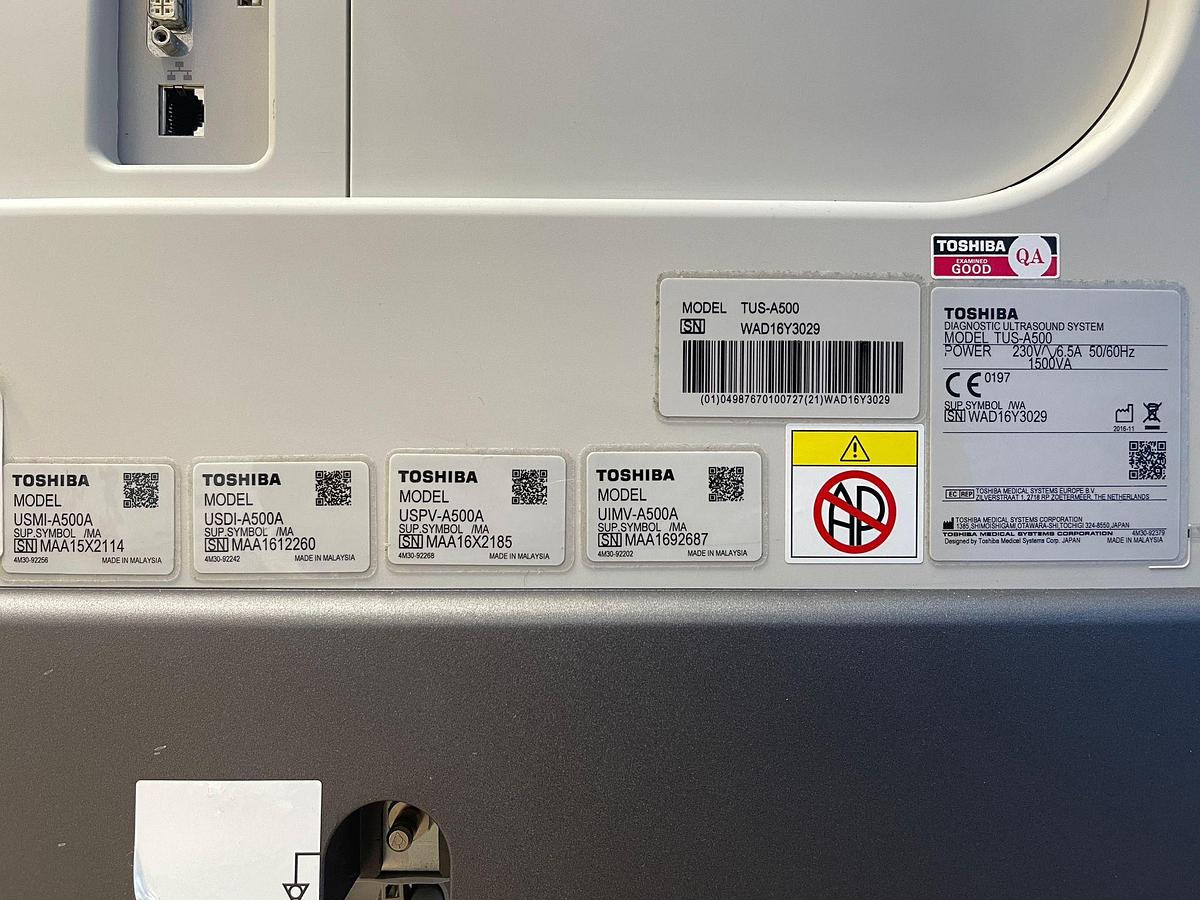 TOSHIBA
EXAMINED
GOOD
QA
MODEL TUS-A500
SN WAD16Y3029
(01)04987670100727(21)WAD16Y3029
TOSHIBA
DIAGNOSTIC ULTRASOUND SYSTEM
MODEL TUS-A500
POWER 230V∿6.5A 50/60Hz
1500VA
CE 0197
SUP.SYMBOL /WA
SN WAD16Y3029
2016-11
EC REP TOSHIBA MEDICAL SYSTEMS EUROPE B.V.
ZILVERSTRAAT 1, 2718 RP ZOETERMEER, THE NETHERLANDS
TOSHIBA MEDICAL SYSTEMS CORPORATION
1385,SHIMOISHIGAMI,OTAWARA-SHI,TOCHIGI 324-8550,JAPAN
TOSHIBA MEDICAL SYSTEMS CORPORATION 4M30-92379
Designed by Toshiba Medical Systems Corp. JAPAN MADE IN MALAYSIA
AP
HP
TOSHIBA
MODEL
USMI-A500A
SUP.SYMBOL /MA
SN MAA15X2114
4M30-92256 MADE IN MALAYSIA
TOSHIBA
MODEL
USDI-A500A
SUP.SYMBOL /MA
SN MAA1612260
4M30-92242 MADE IN MALAYSIA
TOSHIBA
MODEL
USPV-A500A
SUP.SYMBOL /MA
SN MAA16X2185
4M30-92268 MADE IN MALAYSIA
TOSHIBA
MODEL
UIMV-A500A
SUP.SYMBOL /MA
SN MAA1692687
4M30-92202 MADE IN MALAYSIA